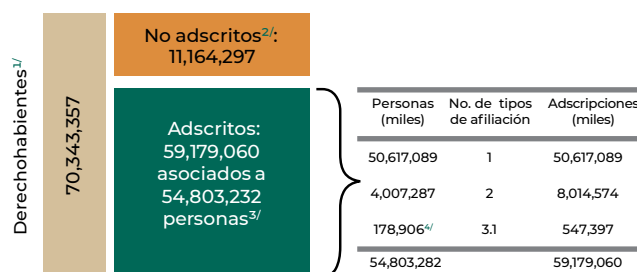 Derechohabientes1/
70,343,357
No adscritos2/:
11,164,297
Adscritos:
59,179,060
asociados a
54,803,232
personas3/
Personas No. de tipos Adscripciones
(miles) de afiliación (miles)
50,617,089 1 50,617,089
4,007,287 2 8,014,574
178,9064/ 3.1 547,397
54,803,282 59,179,060